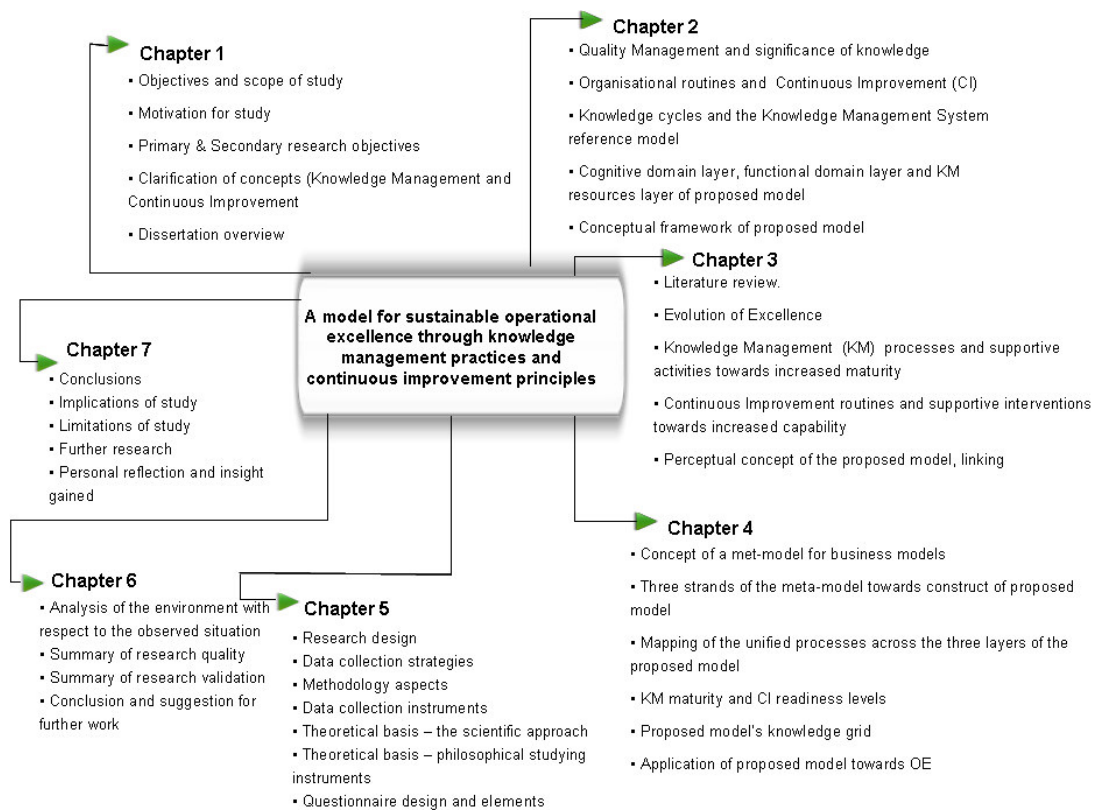 Chapter 1
▪ Objectives and scope of study
▪ Motivation for study
▪ Primary & Secondary research objectives
▪ Clarification of concepts (Knowledge Management and
Continuous Improvement
▪ Dissertation overview
Chapter 2
▪ Quality Management and significance of knowledge
▪ Organisational routines and Continuous Improvement (CI)
▪ Knowledge cycles and the Knowledge Management System
reference model
▪ Cognitive domain layer, functional domain layer and KM
resources layer of proposed model
▪ Conceptual framework of proposed model
A model for sustainable operational
excellence through knowledge
management practices and
continuous improvement principles
Chapter 3
▪ Literature review.
▪ Evolution of Excellence
▪ Knowledge Management (KM) processes and supportive
activities towards increased maturity
▪ Continuous Improvement routines and supportive interventions
towards increased capability
▪ Perceptual concept of the proposed model, linking
Chapter 4
▪ Concept of a met-model for business models
▪ Three strands of the meta-model towards construct of proposed
model
▪ Mapping of the unified processes across the three layers of the
proposed model
▪ KM maturity and CI readiness levels
▪ Proposed model's knowledge grid
▪ Application of proposed model towards OE
Chapter 5
▪ Research design
▪ Data collection strategies
▪ Methodology aspects
▪ Data collection instruments
▪ Theoretical basis – the scientific approach
▪ Theoretical basis – philosophical studying
instruments
▪ Questionnaire design and elements
Chapter 6
▪ Analysis of the environment with
respect to the observed situation
▪ Summary of research quality
▪ Summary of research validation
▪ Conclusion and suggestion for
further work
Chapter 7
▪ Conclusions
▪ Implications of study
▪ Limitations of study
▪ Further research
▪ Personal reflection and insight
gained